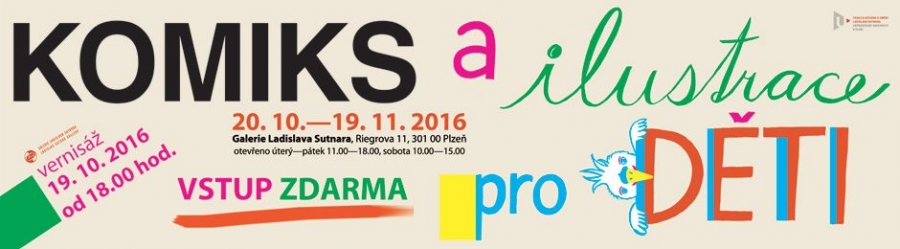 KOMIKS a ilustrace
pro DĚTI
20. 10.—19. 11. 2016
Galerie Ladislava Sutnara, Riegrova 11, 301 00 Plzeň
otevřeno úterý—pátek 11.00—18.00, sobota 10.00—15.00
vernisáž
19. 10. 2016
od 18.00 hod.
VSTUP ZDARMA